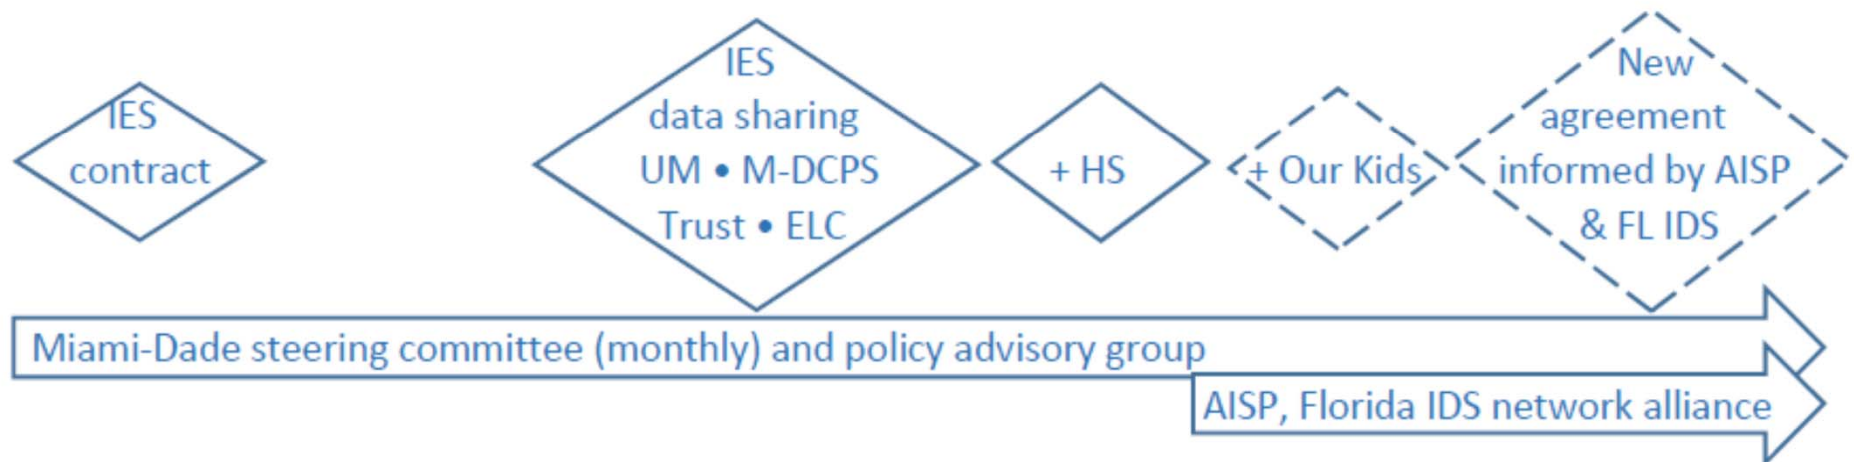 IES
contract
IES
data sharing
UM • M-DCPS
Trust • ELC
+ HS
+ Our Kids
New
agreement
informed by AISP
& FL IDS
Miami-Dade steering committee (monthly) and policy advisory group
AISP, Florida IDS network alliance